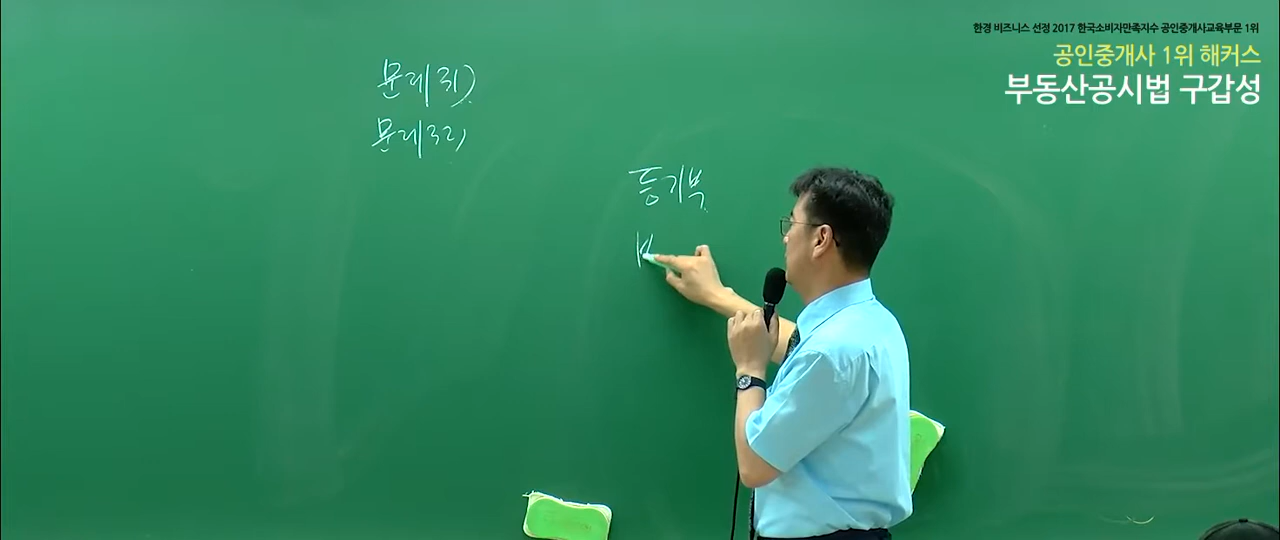 한경 비즈니스 선정 2017 한국소비자만족지수 공인중개사교육부문 1위
공인중개사 1위 해커스
부동산공시법 구갑성
문제31)
문제32)
등기부